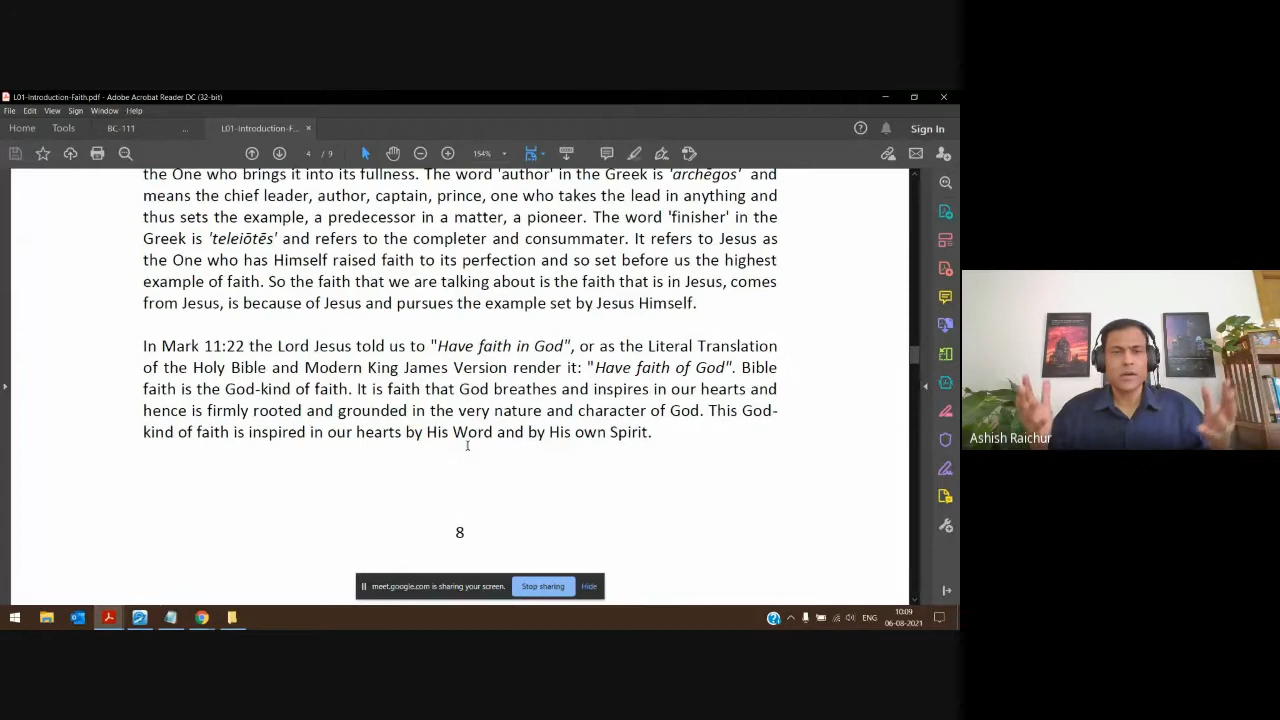 L01-Introduction-Faith.pdf - Adobe Acrobat Reader DC (32-bit)
File Edit View Sign Window Help
Home Tools BC-111 ... L01-Introduction-F... × Sign In
4 / 9 154%
the One who brings it into its fullness. The word 'author' in the Greek is 'archēgos' and
means the chief leader, author, captain, prince, one who takes the lead in anything and
thus sets the example, a predecessor in a matter, a pioneer. The word 'finisher' in the
Greek is 'teleiōtēs' and refers to the completer and consummater. It refers to Jesus as
the One who has Himself raised faith to its perfection and so set before us the highest
example of faith. So the faith that we are talking about is the faith that is in Jesus, comes
from Jesus, is because of Jesus and pursues the example set by Jesus Himself.
In Mark 11:22 the Lord Jesus told us to "Have faith in God", or as the Literal Translation
of the Holy Bible and Modern King James Version render it: "Have faith of God". Bible
faith is the God-kind of faith. It is faith that God breathes and inspires in our hearts and
hence is firmly rooted and grounded in the very nature and character of God. This God-
kind of faith is inspired in our hearts by His Word and by His own Spirit.
8
meet.google.com is sharing your screen. Stop sharing Hide
Ashish Raichur
ENG
10:09
06-08-2021